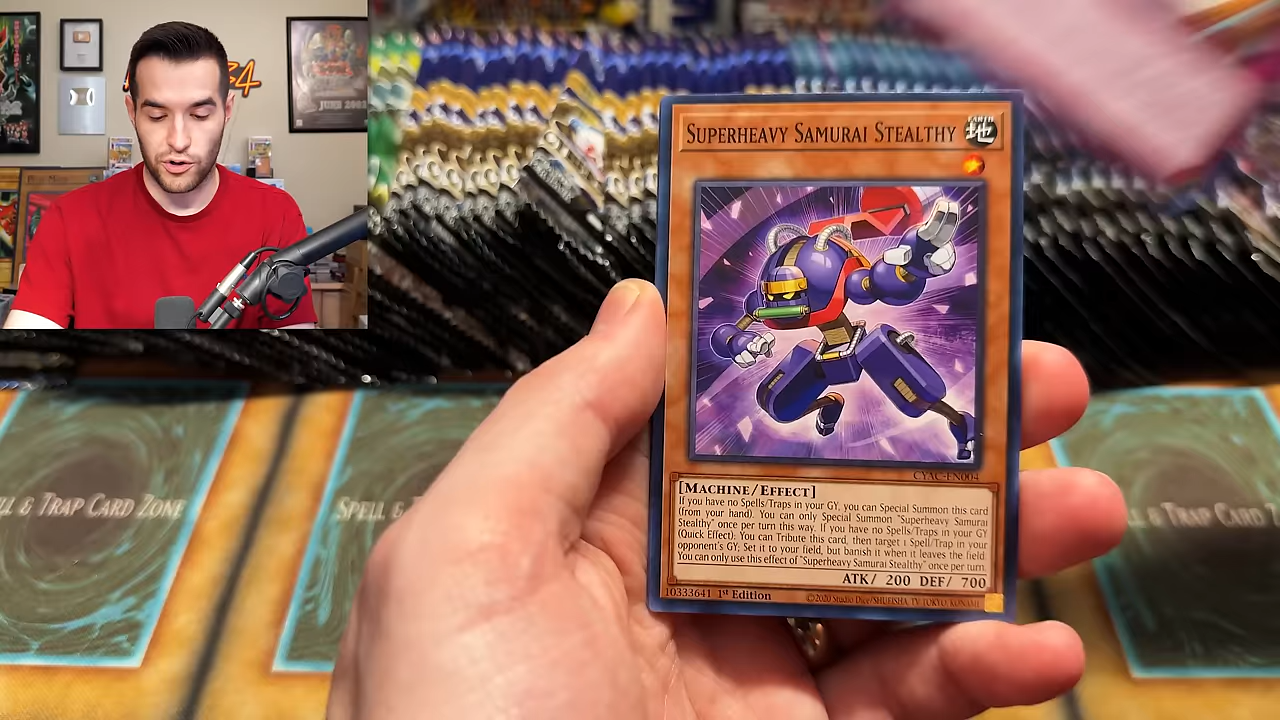 34
JUNE 2002
SUPERHEAVY SAMURAI STEALTHY
EARTH
地
CYAC-EN004
[MACHINE/EFFECT]
If you have no Spells/Traps in your GY, you can Special Summon this card
(from your hand). You can only Special Summon "Superheavy Samurai
Stealthy" once per turn this way. If you have no Spells/Traps in your GY
(Quick Effect): You can Tribute this card, then target 1 Spell/Trap in your
opponent's GY; Set it to your field, but banish it when it leaves the field.
You can only use this effect of "Superheavy Samurai Stealthy" once per turn.
ATK/ 200 DEF/ 700
10333641 1st Edition
©2020 Studio Dice/SHUEISHA, TV TOKYO, KONAMI
LL & TRAP CARD ZONE
SPELL &
& TRAP CARD Z